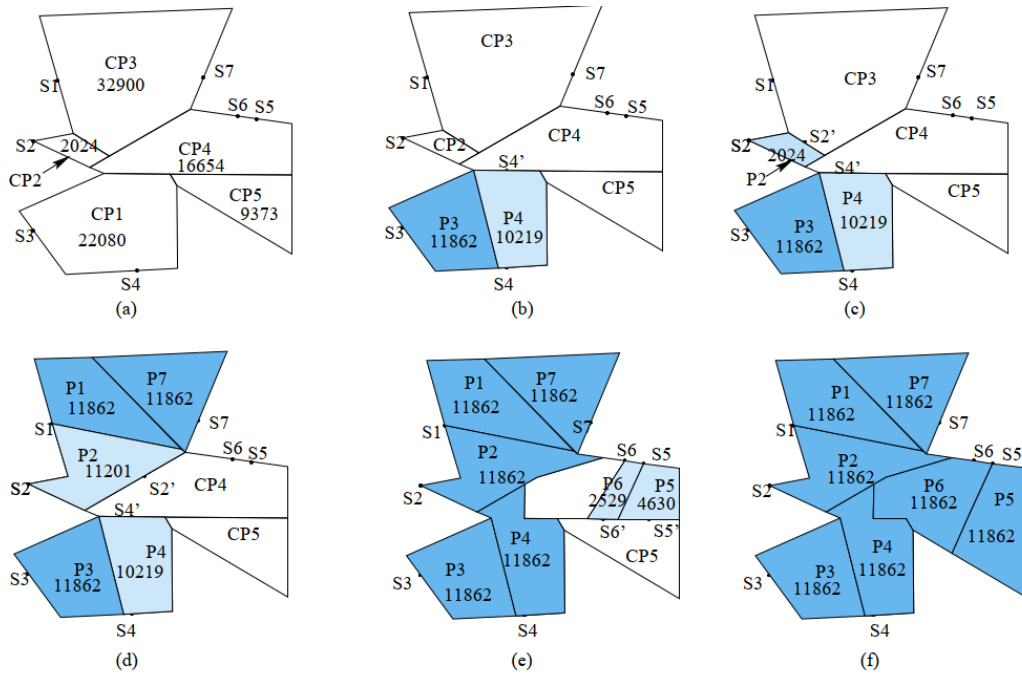 CP3
32900
S1
S7
S6 S5
S2
2024
CP2
CP4
16654
CP5
9373
CP1
22080
S3
S4
(a)
CP3
S1
S7
S6 S5
S2
CP2
CP4
S4’
CP5
P3
11862
P4
10219
S3
S4
(b)
CP3
S1
S7
S6 S5
S2’
S2
2024
P2
CP4
S4’
CP5
P3
11862
P4
10219
S3
S4
(c)
P1
11862
P7
11862
S1
S7
S6 S5
P2
11201
S2
S2’
CP4
S4’
CP5
P3
11862
P4
10219
S3
S4
(d)
P1
11862
P7
11862
S1
S7
S6 S5
P2
11862
S2
P6
2529
P5
4630
S6’ S5’
CP5
P4
11862
P3
11862
S3
S4
(e)
P1
11862
P7
11862
S1
S7
S6 S5
P2
11862
S2
P6
11862
P5
11862
P4
11862
P3
11862
S3
S4
(f)